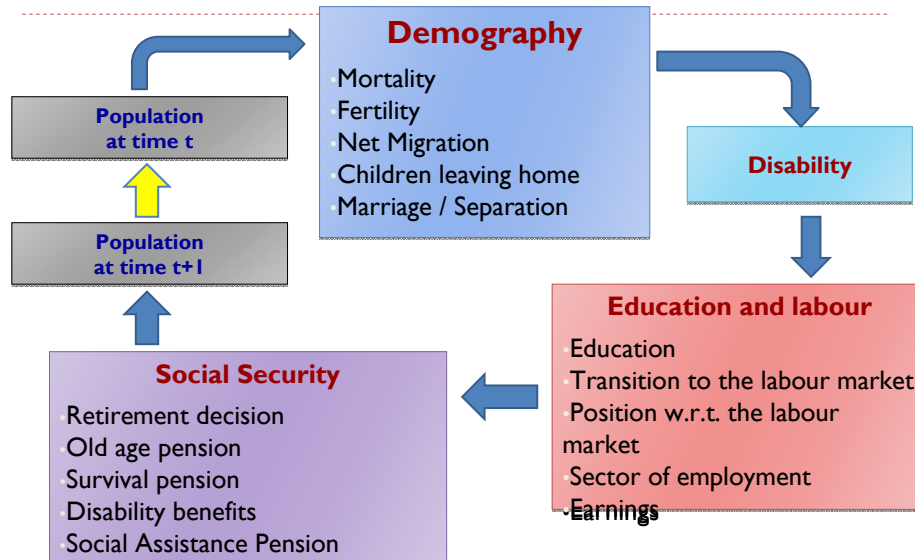 Population
at time t
Population
at time t+1
Demography
•Mortality
•Fertility
•Net Migration
•Children leaving home
•Marriage / Separation
Disability
Education and labour
•Education
•Transition to the labour market
•Position w.r.t. the labour
market
•Sector of employment
•Earnings
Social Security
•Retirement decision
•Old age pension
•Survival pension
•Disability benefits
•Social Assistance Pension